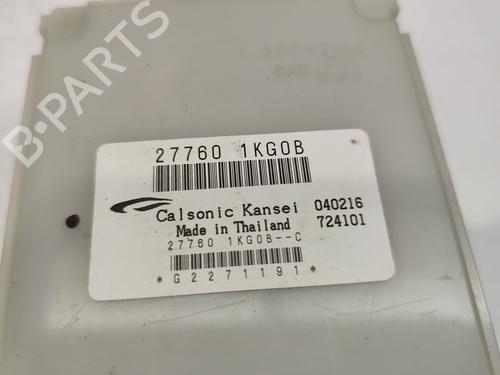 27760 1KG0B
Calsonic Kansei 040216
Made in Thailand 724101
27760 1KG0B--C
*G2271191*
B-PARTS